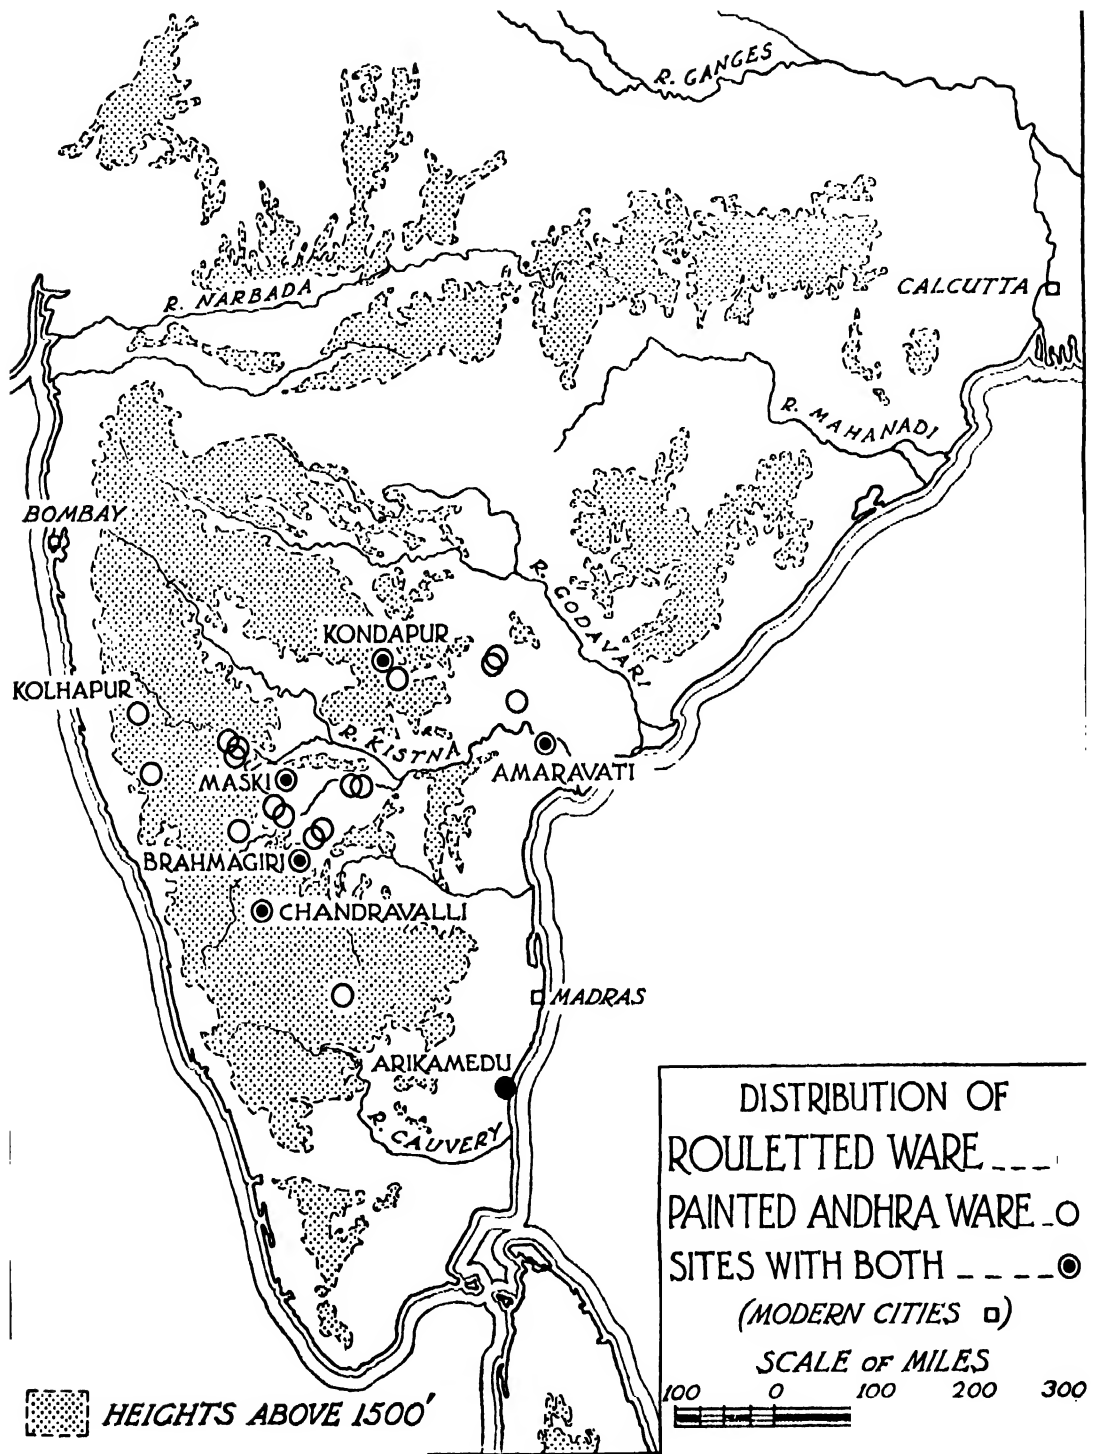 R. GANGES
R. NARBADA
CALCUTTA
R. MAHANADI
BOMBAY
R. GODAVARI
KONDAPUR
KOLHAPUR
R. KISTNA
AMARAVATI
MASKI
BRAHMAGIRI
CHANDRAVALLI
MADRAS
ARIKAMEDU
R. CAUVERY
DISTRIBUTION OF
ROULETTED WARE
PAINTED ANDHRA WARE
SITES WITH BOTH
(MODERN CITIES □)
SCALE OF MILES
100 0 100 200 300
HEIGHTS ABOVE 1500'